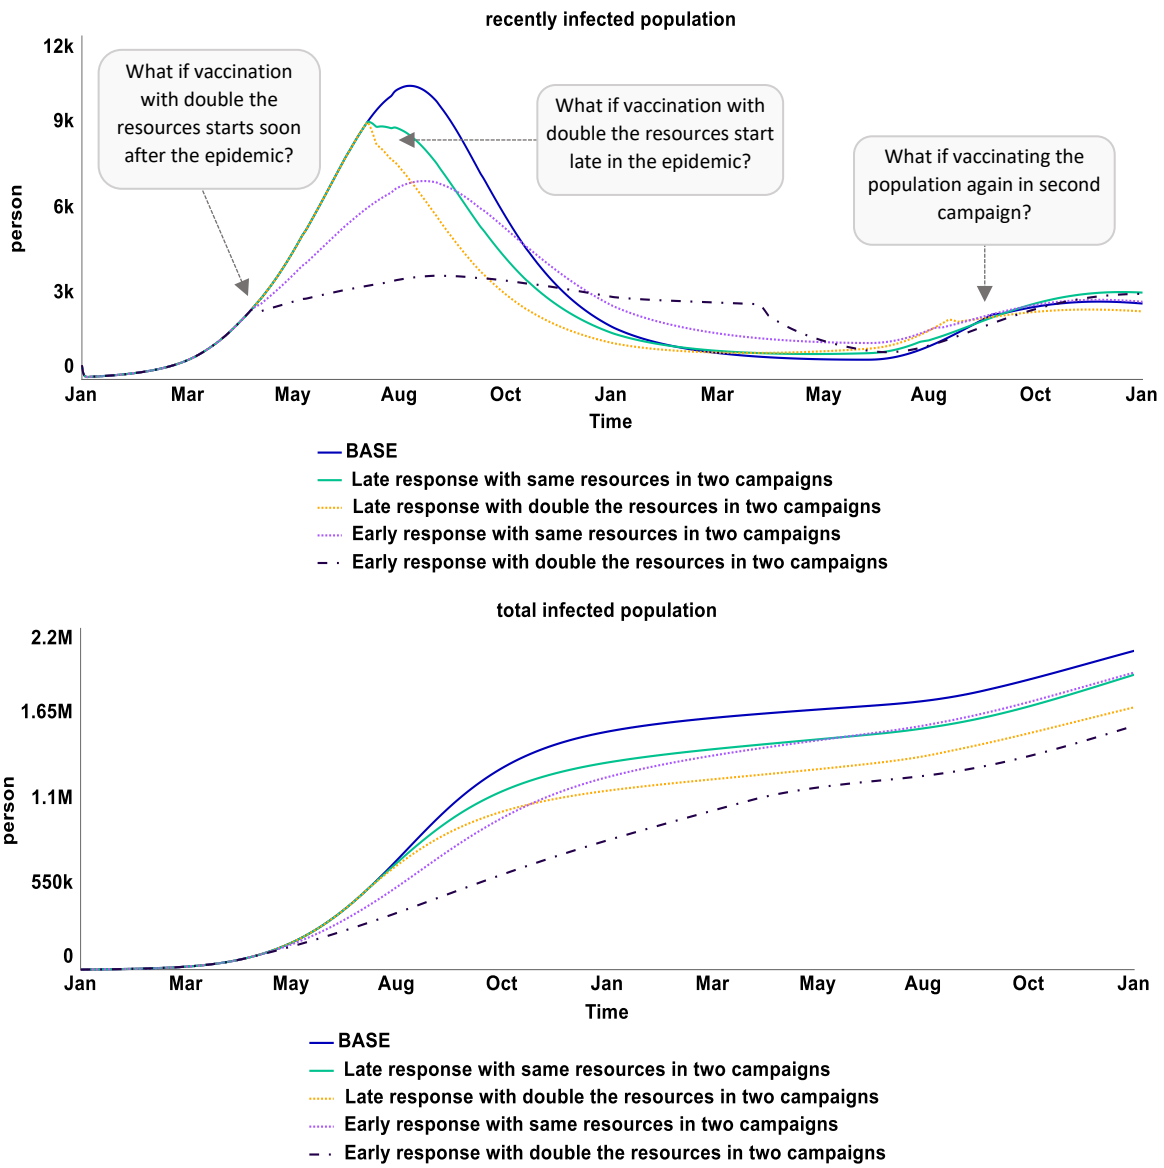 recently infected population
12k
9k
6k
3k
0
person
What if vaccination
with double the
resources starts soon
after the epidemic?
What if vaccination with
double the resources start
late in the epidemic?
What if vaccinating the
population again in second
campaign?
Jan Mar May Aug Oct Jan Mar May Aug Oct Jan
Time
BASE
Late response with same resources in two campaigns
Late response with double the resources in two campaigns
Early response with same resources in two campaigns
Early response with double the resources in two campaigns
total infected population
2.2M
1.65M
1.1M
550k
0
person
Jan Mar May Aug Oct Jan Mar May Aug Oct Jan
Time
BASE
Late response with same resources in two campaigns
Late response with double the resources in two campaigns
Early response with same resources in two campaigns
Early response with double the resources in two campaigns